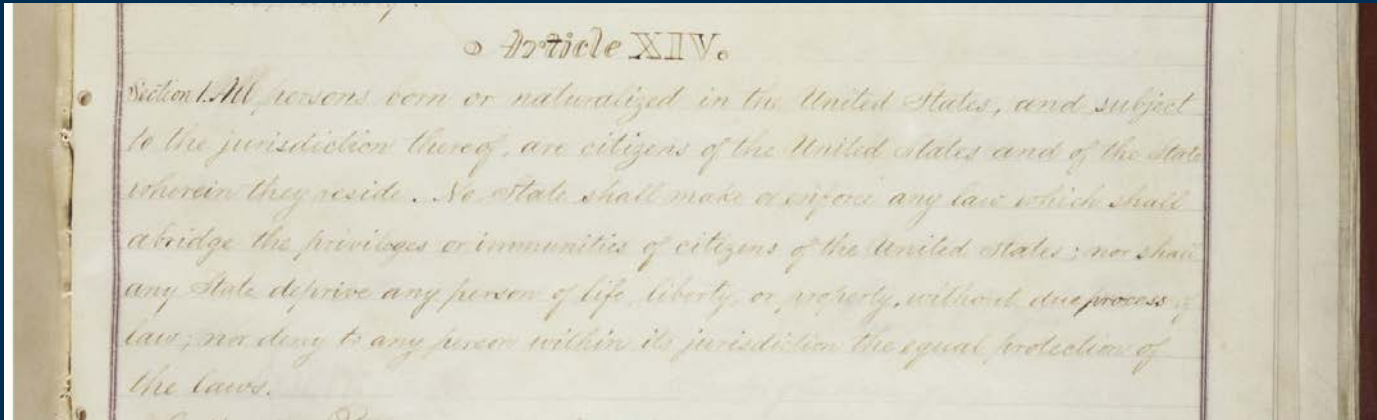 Article XIV.
Section 1. All persons born or naturalized in the United States, and subject
to the jurisdiction thereof, are citizens of the United States and of the State
wherein they reside. No State shall make or enforce any law which shall
abridge the privileges or immunities of citizens of the United States; nor shall
any State deprive any person of life, liberty, or property, without due process of
law; nor deny to any person within its jurisdiction the equal protection of
the laws.